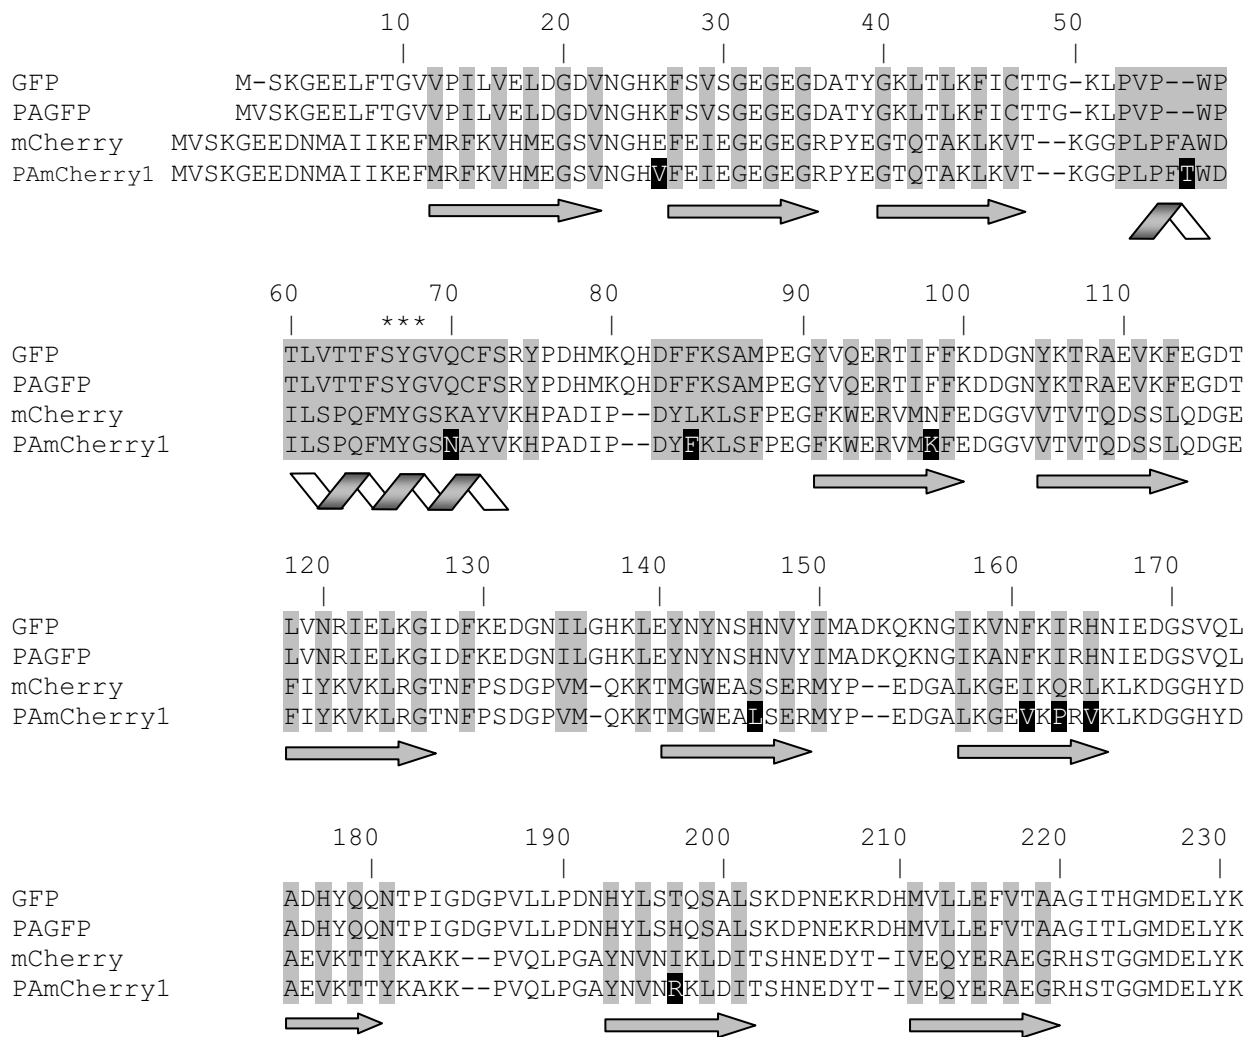 10 20 30 40 50
| | | | |
GFP M-SKGEELFTGVVPILVELDGDVNGHKFSVSGEGEGDATYGKLTLKFICTTG-KLPVP--WP
PAGFP MVSKGEELFTGVVPILVELDGDVNGHKFSVSGEGEGDATYGKLTLKFICTTG-KLPVP--WP
mCherry MVSKGEEDNMAIIKEFMRFKVHMEGSVNGHEFEIEGEGEGRPYEGTQTAKLKVT--KGGPLPFAWD
PAmCherry1 MVSKGEEDNMAIIKEFMRFKVHMEGSVNGHVFEIEGEGEGRPYEGTQTAKLKVT--KGGPLPFTWD
60 70 80 90 100 110
| *** | | | | |
GFP TLVTTFSYGVQCFSRYPDHMKQHDFFKSAMPEGYVQERTIFFKDDGNYKTRAEVKFEGDT
PAGFP TLVTTFSYGVQCFSRYPDHMKQHDFFKSAMPEGYVQERTIFFKDDGNYKTRAEVKFEGDT
mCherry ILSPQFMYGSKAYVKHPADIP--DYLKLSFPEGFKWERVMNFEDGGVVTVTQDSSLQDGE
PAmCherry1 ILSPQFMYGSNAYVKHPADIP--DYFKLSFPEGFKWERVMKFEDGGVVTVTQDSSLQDGE
120 130 140 150 160 170
| | | | | |
GFP LVNRIELKGIDFKEDGNILGHKLEYNYNSHNVYIMADKQKNGIKVNFKIRHNIEDGSVQL
PAGFP LVNRIELKGIDFKEDGNILGHKLEYNYNSHNVYIMADKQKNGIKANFKIRHNIEDGSVQL
mCherry FIYKVKLRGTNFPSDGPVM-QKKTMGWEASSERMYP--EDGALKGEIKQRLKLKDGGHYD
PAmCherry1 FIYKVKLRGTNFPSDGPVM-QKKTMGWEALSERMYP--EDGALKGEVKPRVKLKDGGHYD
180 190 200 210 220 230
| | | | | |
GFP ADHYQQNTPIGDGPVLLPDNHYLSTQSALSKDPNEKRDHMVLLEFVTAAGITHGMDELYK
PAGFP ADHYQQNTPIGDGPVLLPDNHYLSHQSALSKDPNEKRDHMVLLEFVTAAGITLGMDELYK
mCherry AEVKTTYKAKK--PVQLPGAYNVNIKLDITSHNEDYT-IVEQYERAEGRHSTGGMDELYK
PAmCherry1 AEVKTTYKAKK--PVQLPGAYNVNRKLDITSHNEDYT-IVEQYERAEGRHSTGGMDELYK